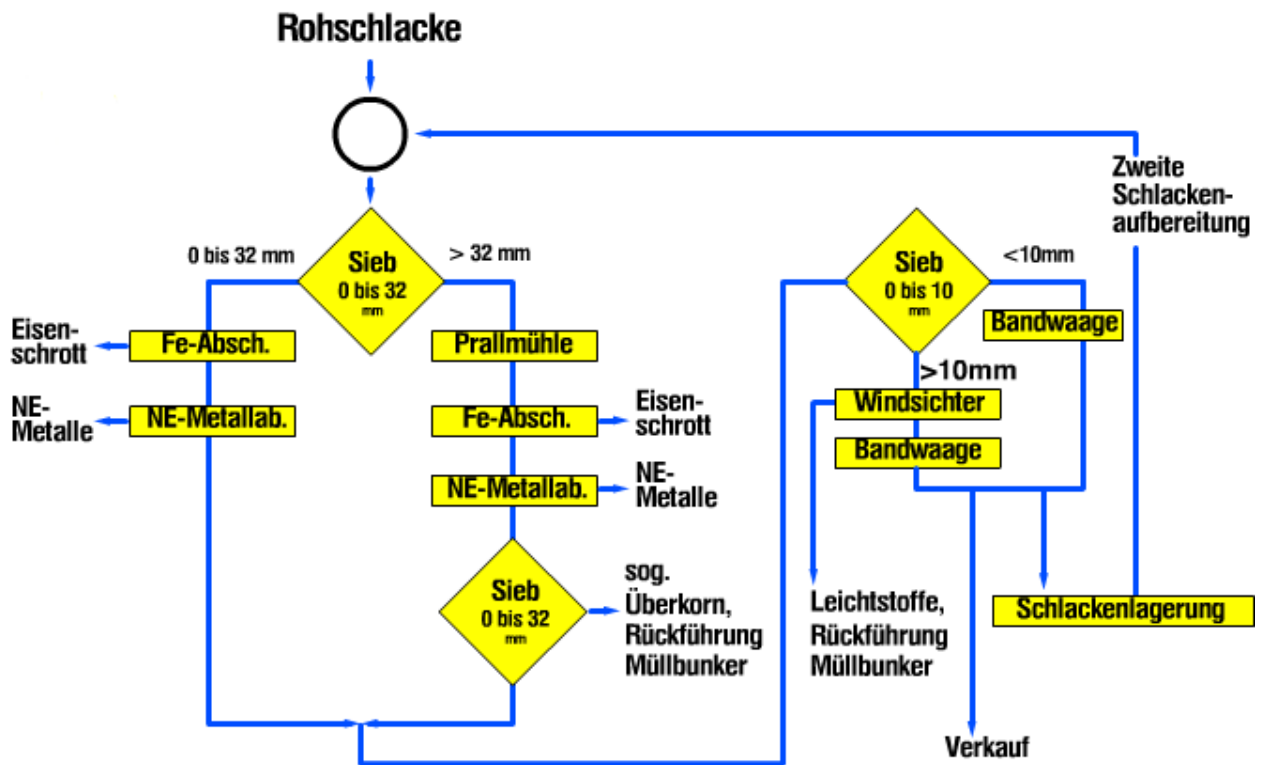 Rohschlacke
Zweite
Schlacken-
aufbereitung
0 bis 32 mm
Sieb
0 bis 32
mm
> 32 mm
Eisen-
schrott
Fe-Absch.
NE-
Metalle
NE-Metallab.
Prallmühle
Fe-Absch.
Eisen-
schrott
NE-Metallab.
NE-
Metalle
Sieb
0 bis 32
mm
sog.
Überkorn,
Rückführung
Müllbunker
Sieb
0 bis 10
mm
<10mm
Bandwaage
>10mm
Windsichter
Bandwaage
Leichtstoffe,
Rückführung
Müllbunker
Schlackenlagerung
Verkauf